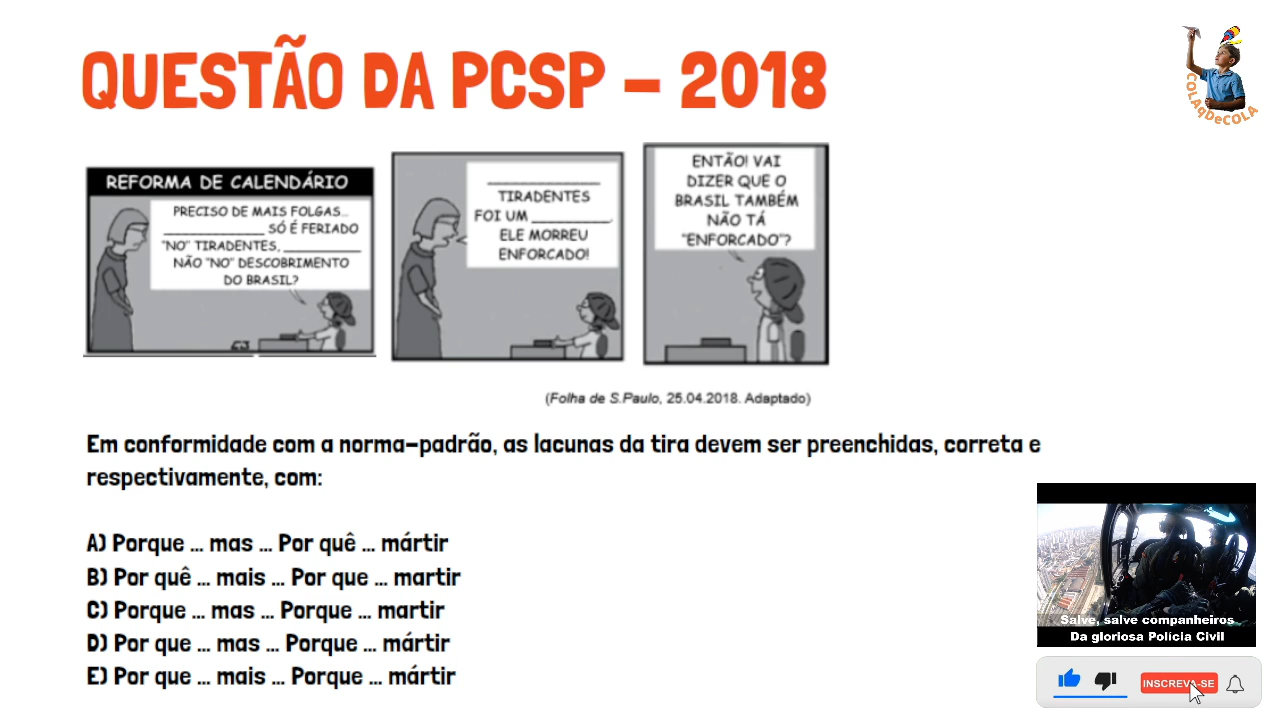 QUESTÃO DA PCSP – 2018
COLAqDeCOLA
REFORMA DE CALENDÁRIO
PRECISO DE MAIS FOLGAS...
______________ SÓ É FERIADO
"NO" TIRADENTES, __________
NÃO "NO" DESCOBRIMENTO
DO BRASIL?
______________
TIRADENTES
FOI UM __________.
ELE MORREU
ENFORCADO!
ENTÃO! VAI
DIZER QUE O
BRASIL TAMBÉM
NÃO TÁ
"ENFORCADO"?
(Folha de S.Paulo, 25.04.2018. Adaptado)
Em conformidade com a norma-padrão, as lacunas da tira devem ser preenchidas, correta e
respectivamente, com:
A) Porque ... mas ... Por quê ... mártir
B) Por quê ... mais ... Por que ... martir
C) Porque ... mas ... Porque ... martir
D) Por que ... mas ... Porque ... mártir
E) Por que ... mais ... Porque ... mártir
Salve, salve companheiros
Da gloriosa Polícia Civil
INSCREVA-SE